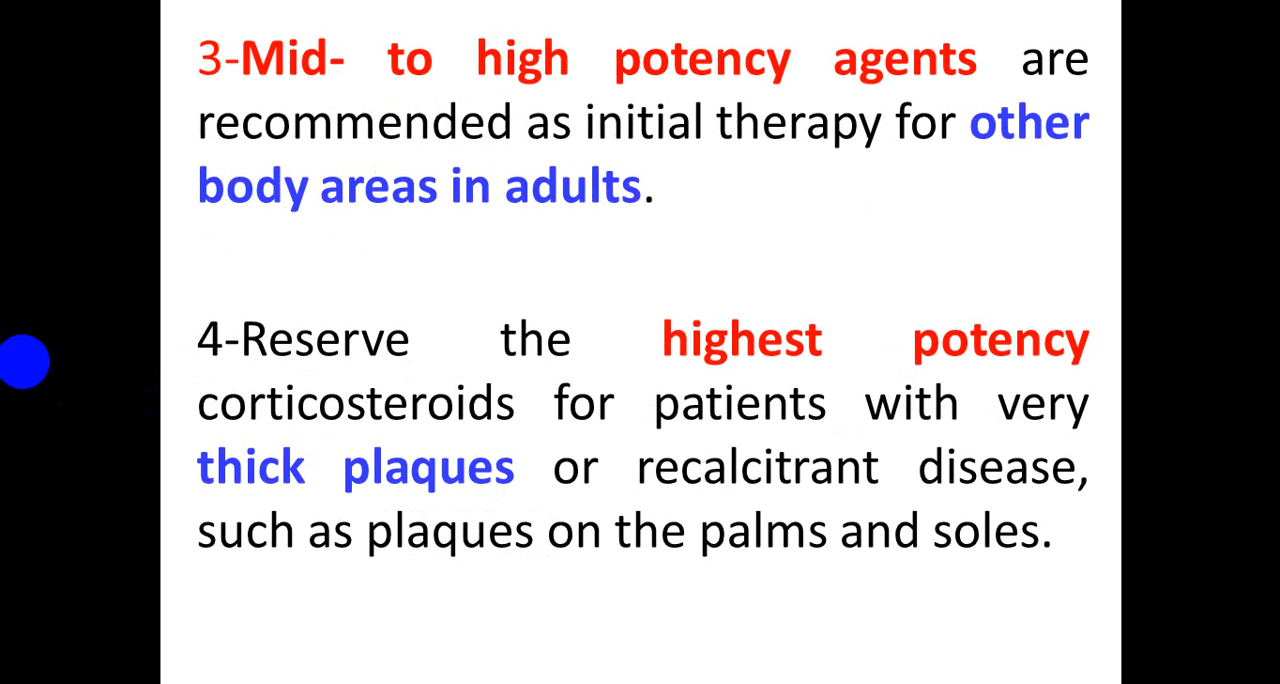 3-Mid- to high potency agents are
recommended as initial therapy for other
body areas in adults.
4-Reserve the highest potency
corticosteroids for patients with very
thick plaques or recalcitrant disease,
such as plaques on the palms and soles.